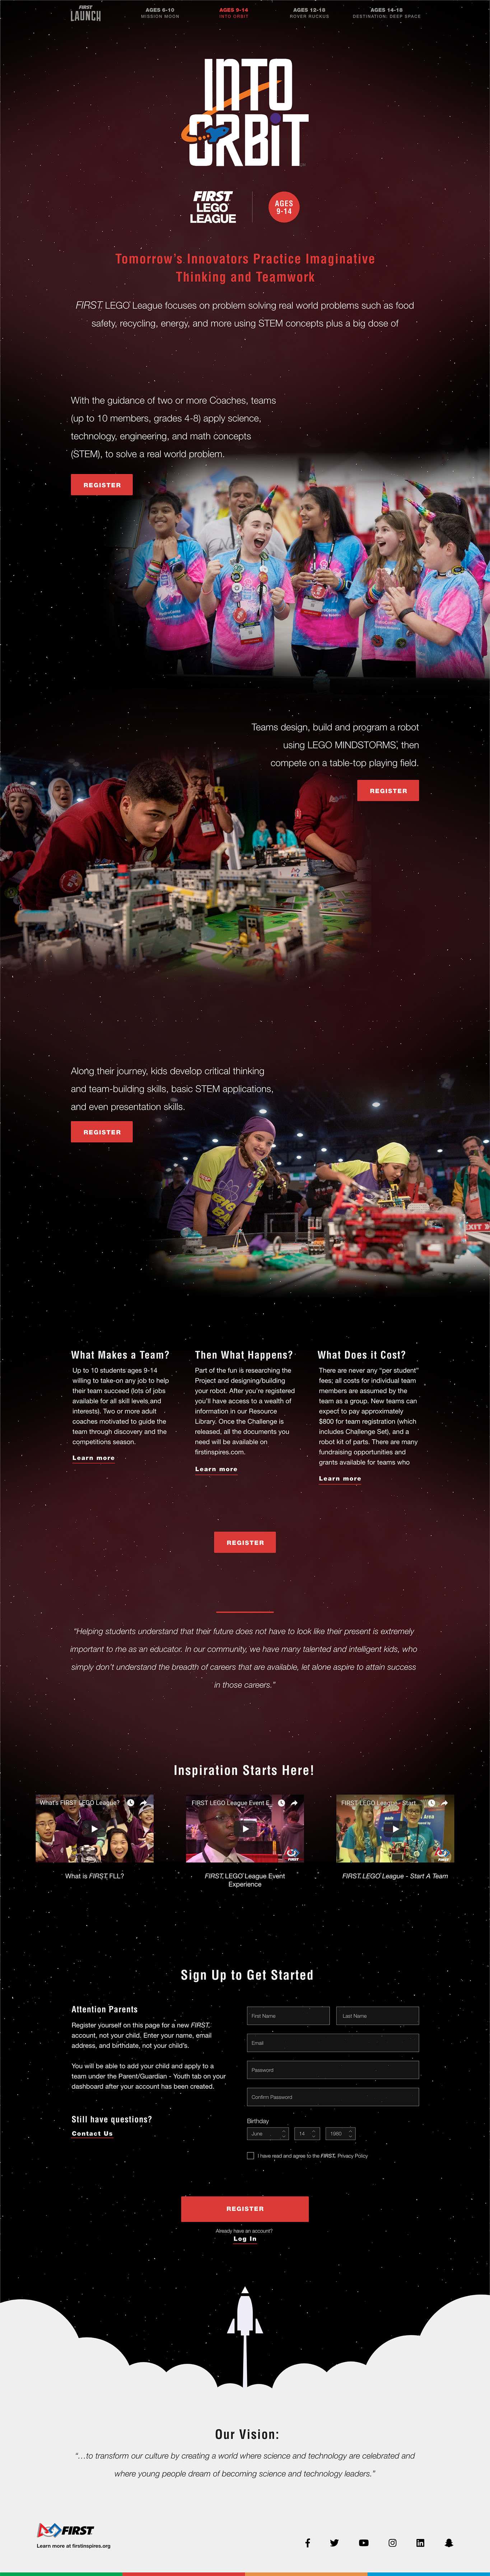 FIRST
LAUNCH
AGES 6-10
MISSION MOON
AGES 9-14
INTO ORBIT
AGES 12-18
ROVER RUCKUS
AGES 14-18
DESTINATION: DEEP SPACE
INTO
ORBIT
FIRST
LEGO
LEAGUE
AGES
9-14
Tomorrow's Innovators Practice Imaginative
Thinking and Teamwork
FIRST LEGO League focuses on problem solving real world problems such as food
safety, recycling, energy, and more using STEM concepts plus a big dose of
With the guidance of two or more Coaches, teams
(up to 10 members, grades 4-8) apply science,
technology, engineering, and math concepts
(STEM), to solve a real world problem.
REGISTER
Teams design, build and program a robot
using LEGO MINDSTORMS, then
compete on a table-top playing field.
REGISTER
Along their journey, kids develop critical thinking
and team-building skills, basic STEM applications,
and even presentation skills.
REGISTER
EXIT
What Makes a Team?
Up to 10 students ages 9-14
willing to take-on any job to help
their team succeed (lots of jobs
available for all skill levels,and
interests). Two or more adult
coaches motivated to guide the
team through discovery and the
competitions season.
Learn more
Then What Happens?
Part of the fun is researching the
Project and designing/building
your robot. After you're registered
you'll have access to a wealth of
information in our Resource
Library. Once the Challenge is
released, all the documents you
need will be available on
firstinspires.com.
Learn more
What Does it Cost?
There are never any "per student"
fees; all costs for individual team
members are assumed by the
team as a group. New teams can
expect to pay approximately
$800 for team registration (which
includes Challenge Set), and a
robot kit of parts. There are many
fundraising opportunities and
grants available for teams who
Learn more
REGISTER
"Helping students understand that their future does not have to look like their present is extremely
important to me as an educator. In our community, we have many talented and intelligent kids, who
simply don't understand the breadth of careers that are available, let alone aspire to attain success
in those careers."
Inspiration Starts Here!
What's FIRST LEGO League?
FIRST LEGO League Event E...
FIRST LEGO League - Start...
What is FIRST FLL?
FIRST LEGO League Event
Experience
FIRST LEGO League - Start A Team
Sign Up to Get Started
Attention Parents
Register yourself on this page for a new FIRST
account, not your child. Enter your name, email
address, and birthdate, not your child's.
You will be able to add your child and apply to a
team under the Parent/Guardian - Youth tab on your
dashboard after your account has been created.
Still have questions?
Contact Us
First Name
Last Name
Email
Password
Confirm Password
Birthday
June
14
1980
I have read and agree to the FIRST Privacy Policy
REGISTER
Already have an account?
Log In
Our Vision:
"…to transform our culture by creating a world where science and technology are celebrated and
where young people dream of becoming science and technology leaders."
FIRST
Learn more at firstinspires.org